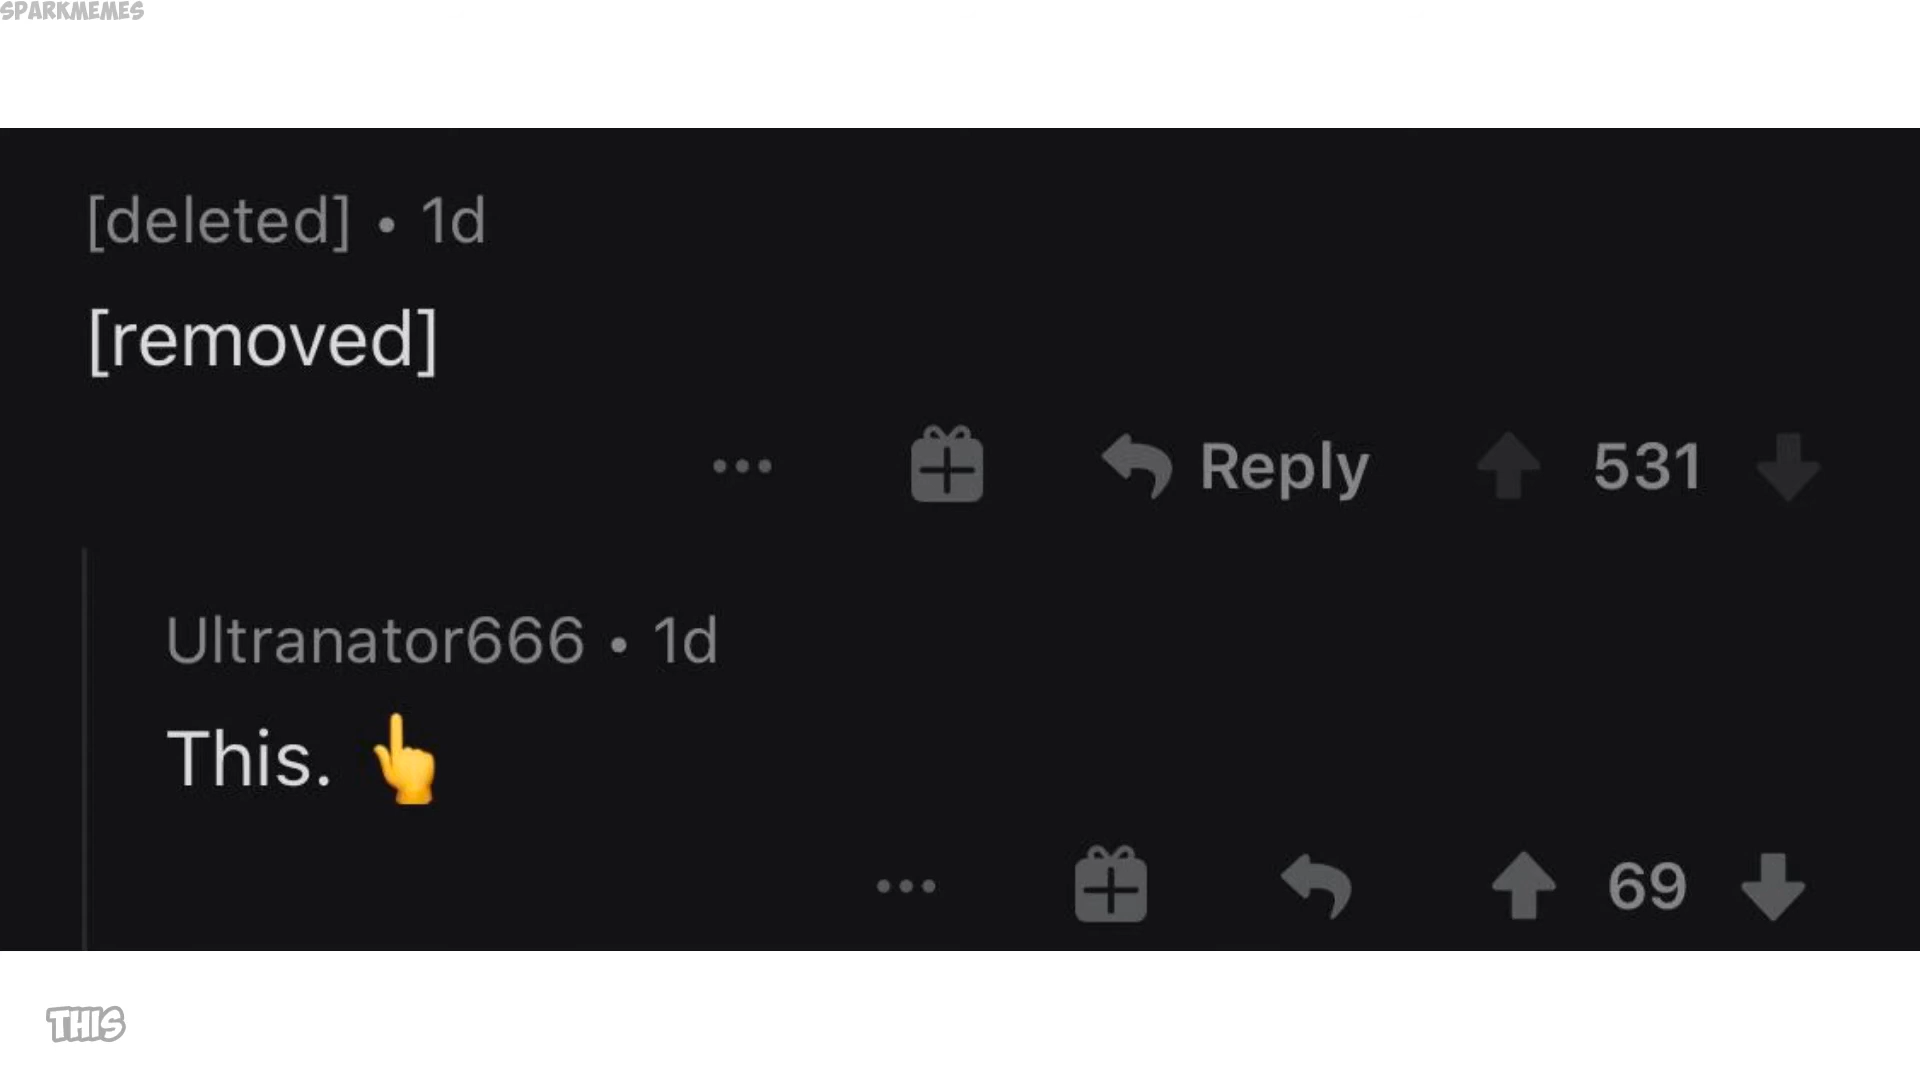 SPARKMEMES
[deleted] • 1d
[removed]
Reply 531
Ultranator666 • 1d
This. 👆
69
THIS